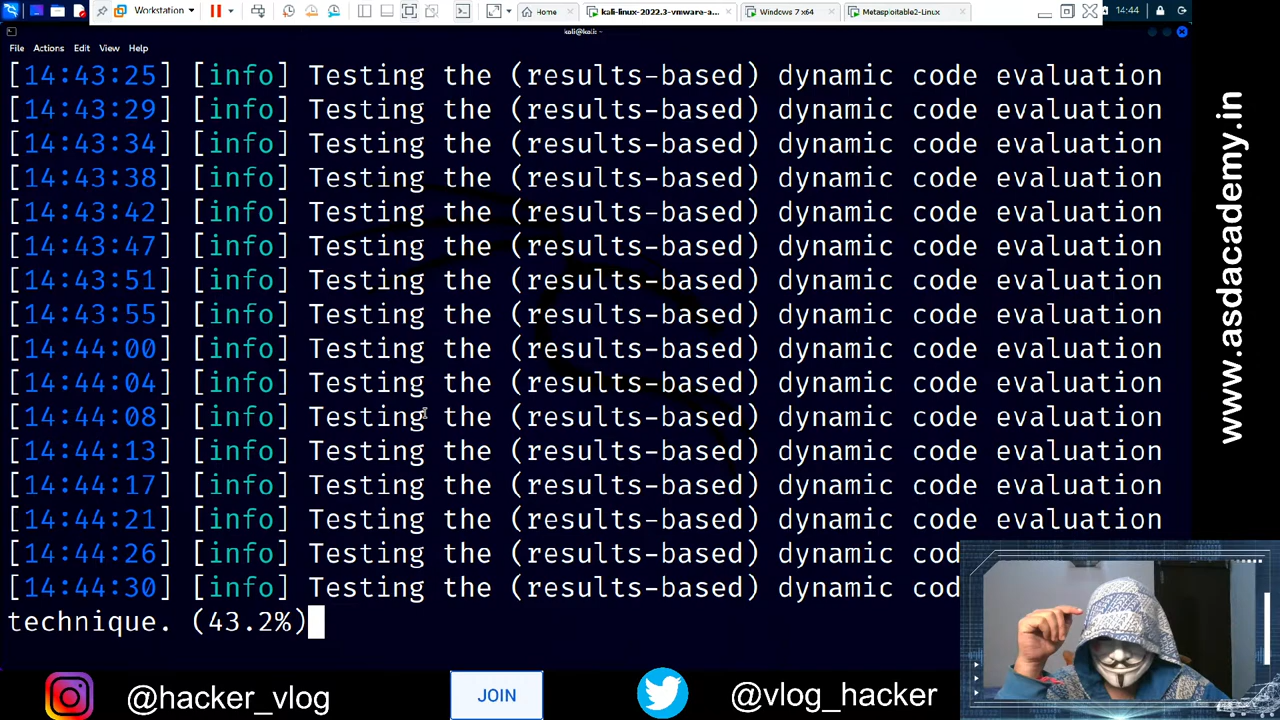 Workstation
Home
kali-linux-2022.3-vmware-a...
Windows 7 x64
Metasploitable2-Linux
14:44
kali@kali: ~
File Actions Edit View Help
[14:43:25] [info] Testing the (results-based) dynamic code evaluation
[14:43:29] [info] Testing the (results-based) dynamic code evaluation
[14:43:34] [info] Testing the (results-based) dynamic code evaluation
[14:43:38] [info] Testing the (results-based) dynamic code evaluation
[14:43:42] [info] Testing the (results-based) dynamic code evaluation
[14:43:47] [info] Testing the (results-based) dynamic code evaluation
[14:43:51] [info] Testing the (results-based) dynamic code evaluation
[14:43:55] [info] Testing the (results-based) dynamic code evaluation
[14:44:00] [info] Testing the (results-based) dynamic code evaluation
[14:44:04] [info] Testing the (results-based) dynamic code evaluation
[14:44:08] [info] Testing the (results-based) dynamic code evaluation
[14:44:13] [info] Testing the (results-based) dynamic code evaluation
[14:44:17] [info] Testing the (results-based) dynamic code evaluation
[14:44:21] [info] Testing the (results-based) dynamic code evaluation
[14:44:26] [info] Testing the (results-based) dynamic code
[14:44:30] [info] Testing the (results-based) dynamic code
technique. (43.2%)
www.asdacademy.in
@hacker_vlog
JOIN
@vlog_hacker